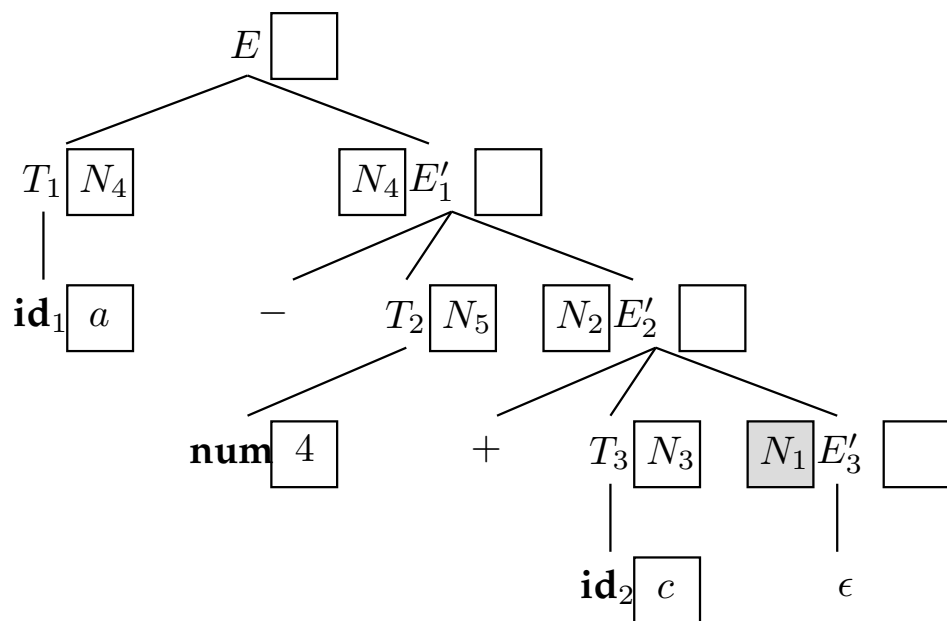 E
T₁ N₄ N₄ E′₁
id₁ a − T₂ N₅ N₂ E′₂
num 4 + T₃ N₃ N₁ E′₃
id₂ c ϵ